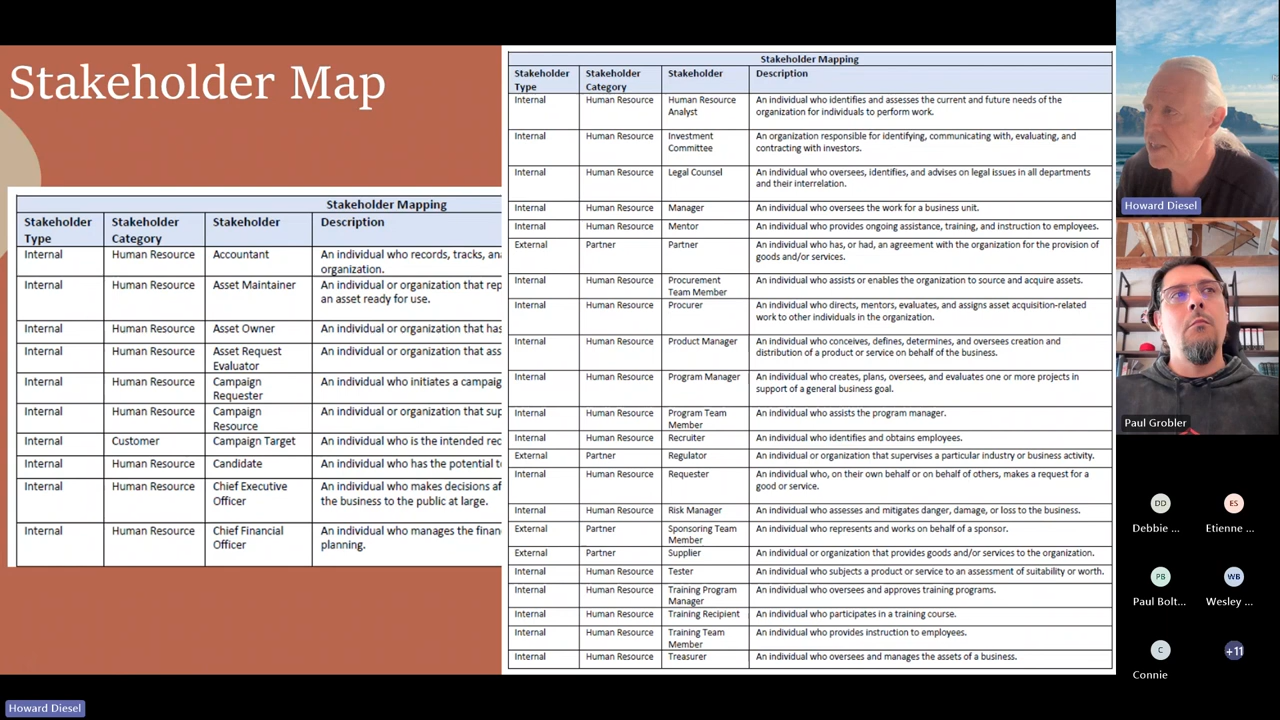 Stakeholder Map
Stakeholder Mapping
Stakeholder Type Stakeholder Category Stakeholder Description
Internal Human Resource Accountant An individual who records, tracks,
organization.
Internal Human Resource Asset Maintainer An individual or organization that
an asset ready for use.
Internal Human Resource Asset Owner An individual or organization that has
Internal Human Resource Asset Request Evaluator An individual or organization that
Internal Human Resource Campaign Requester An individual who initiates a campaig
Internal Human Resource Campaign Resource An individual or organization that
Internal Customer Campaign Target An individual who is the intended
Internal Human Resource Candidate An individual who has the potential
Internal Human Resource Chief Executive Officer An individual who makes decisions
the business to the public at large.
Internal Human Resource Chief Financial Officer An individual who manages the
planning.
Stakeholder Mapping
Stakeholder Type Stakeholder Category Stakeholder Description
Internal Human Resource Human Resource Analyst An individual who identifies and assesses the current and future needs of the
organization for individuals to perform work.
Internal Human Resource Investment Committee An organization responsible for identifying, communicating with, evaluating, and
contracting with investors.
Internal Human Resource Legal Counsel An individual who oversees, identifies, and advises on legal issues in all departments
and their interrelation.
Internal Human Resource Manager An individual who oversees the work for a business unit.
Internal Human Resource Mentor An individual who provides ongoing assistance, training, and instruction to employees.
External Partner Partner An individual who has, or had, an agreement with the organization for the provision of
goods and/or services.
Internal Human Resource Procurement Team Member An individual who assists or enables the organization to source and acquire assets.
Internal Human Resource Procurer An individual who directs, mentors, evaluates, and assigns asset acquisition-related
work to other individuals in the organization.
Internal Human Resource Product Manager An individual who conceives, defines, determines, and oversees creation and
distribution of a product or service on behalf of the business.
Internal Human Resource Program Manager An individual who creates, plans, oversees, and evaluates one or more projects in
support of a general business goal.
Internal Human Resource Program Team Member An individual who assists the program manager.
Internal Human Resource Recruiter An individual who identifies and obtains employees.
External Partner Regulator An individual or organization that supervises a particular industry or business activity.
Internal Human Resource Requester An individual who, on their own behalf or on behalf of others, makes a request for a
good or service.
Internal Human Resource Risk Manager An individual who assesses and mitigates danger, damage, or loss to the business.
External Partner Sponsoring Team Member An individual who represents and works on behalf of a sponsor.
External Partner Supplier An individual or organization that provides goods and/or services to the organization.
Internal Human Resource Tester An individual who subjects a product or service to an assessment of suitability or worth.
Internal Human Resource Training Program Manager An individual who oversees and approves training programs.
Internal Human Resource Training Recipient An individual who participates in a training course.
Internal Human Resource Training Team Member An individual who provides instruction to employees.
Internal Human Resource Treasurer An individual who oversees and manages the assets of a business.
Howard Diesel
Paul Grobler
DD ES
Debbie ... Etienne ...
PB WB
Paul Bolt... Wesley ...
C +11
Connie
Howard Diesel